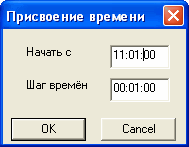 Присвоение времени
Начать с 11:01:00
Шаг времён 00:01:00
OK Cancel